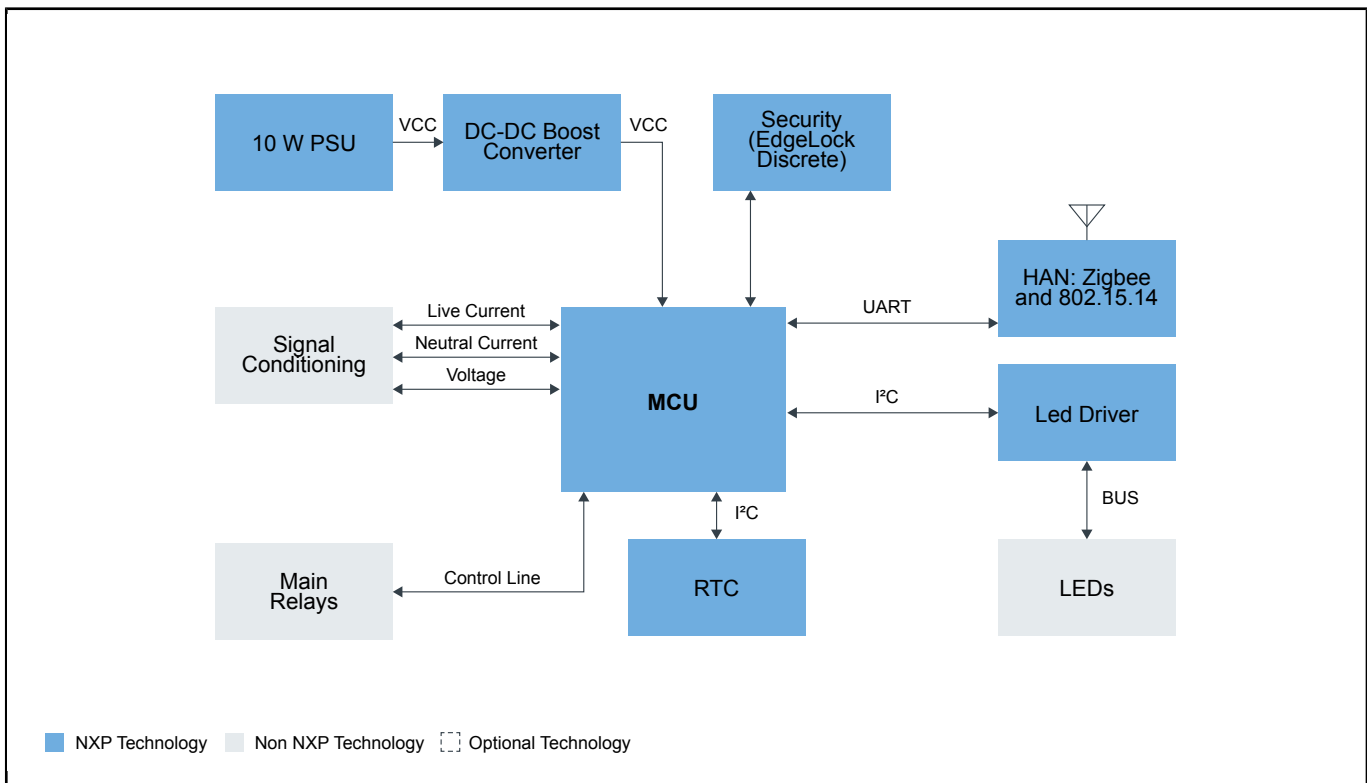 10 W PSU
VCC
DC-DC Boost
Converter
VCC
Security
(EdgeLock
Discrete)
HAN: Zigbee
and 802.15.14
UART
Signal
Conditioning
Live Current
Neutral Current
Voltage
MCU
I²C
Led Driver
BUS
I²C
Main
Relays
Control Line
RTC
LEDs
NXP Technology
Non NXP Technology
Optional Technology